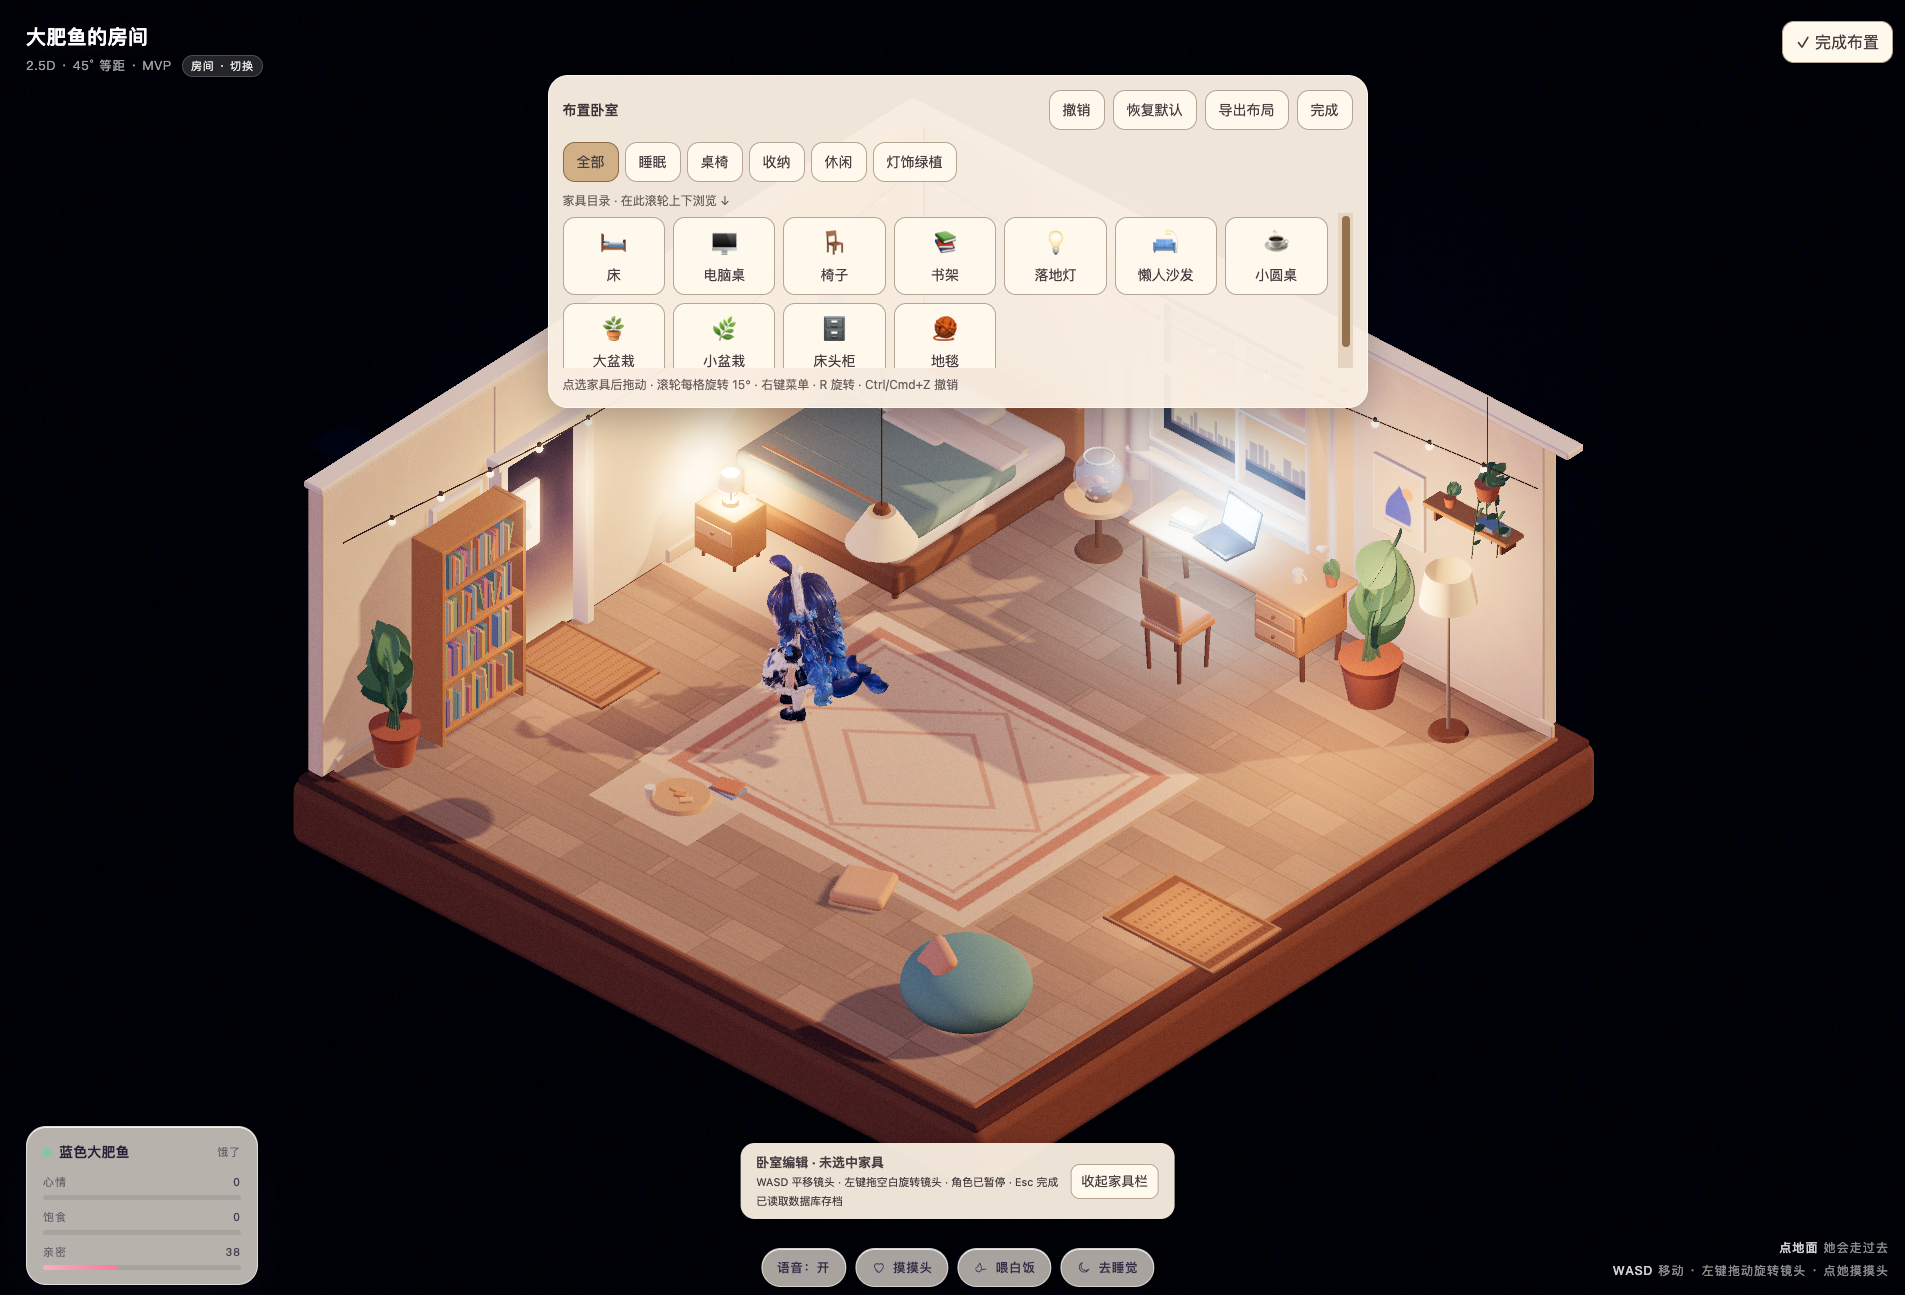 大肥鱼的房间
2.5D · 45° 等距 · MVP 房间 · 切换
✓ 完成布置
布置卧室
撤销 恢复默认 导出布局 完成
全部 睡眠 桌椅 收纳 休闲 灯饰绿植
家具目录 · 在此滚轮上下浏览 ↓
床 电脑桌 椅子 书架 落地灯 懒人沙发 小圆桌
大盆栽 小盆栽 床头柜 地毯
点选家具后拖动 · 滚轮每格旋转 15° · 右键菜单 · R 旋转 · Ctrl/Cmd+Z 撤销
蓝色大肥鱼 饿了
心情 0
饱食 0
亲密 38
卧室编辑 · 未选中家具
WASD 平移镜头 · 左键拖空白旋转镜头 · 角色已暂停 · Esc 完成
已读取数据库存档
收起家具栏
语音：开 摸摸头 喂白饭 去睡觉
点地面 她会走过去
WASD 移动 · 左键拖动旋转镜头 · 点她摸摸头